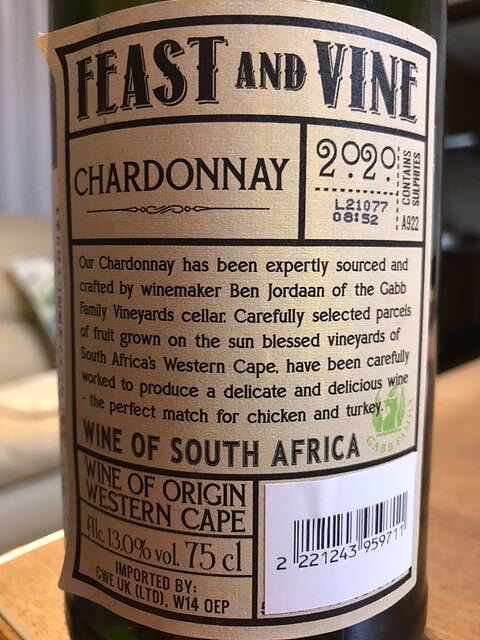 FEAST AND VINE
CHARDONNAY
2020
L21077
08:52
CONTAINS
SULPHITES
A922
Our Chardonnay has been expertly sourced and
crafted by winemaker Ben Jordaan of the Gabb
Family Vineyards cellar. Carefully selected parcels
of fruit grown on the sun blessed vineyards of
South Africa's Western Cape, have been carefully
worked to produce a delicate and delicious wine
- the perfect match for chicken and turkey.
GABB FAMILY
WINE OF SOUTH AFRICA
WINE OF ORIGIN
WESTERN CAPE
Alc 13.0% vol. 75 cl
IMPORTED BY:
CWE UK (LTD), W14 0EP
2 221243 959711